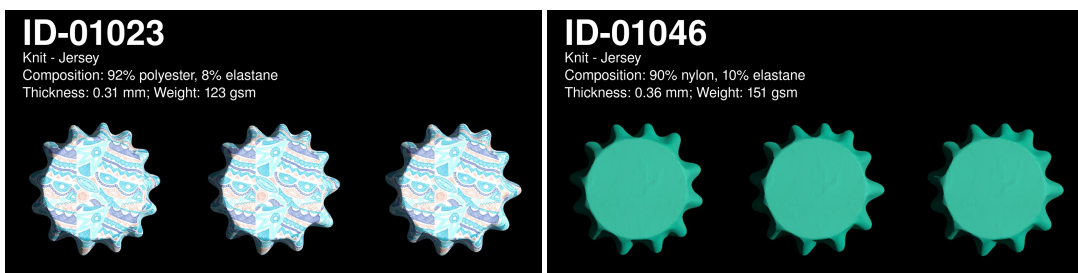 ID-01023
Knit - Jersey
Composition: 92% polyester, 8% elastane
Thickness: 0.31 mm; Weight: 123 gsm
ID-01046
Knit - Jersey
Composition: 90% nylon, 10% elastane
Thickness: 0.36 mm; Weight: 151 gsm